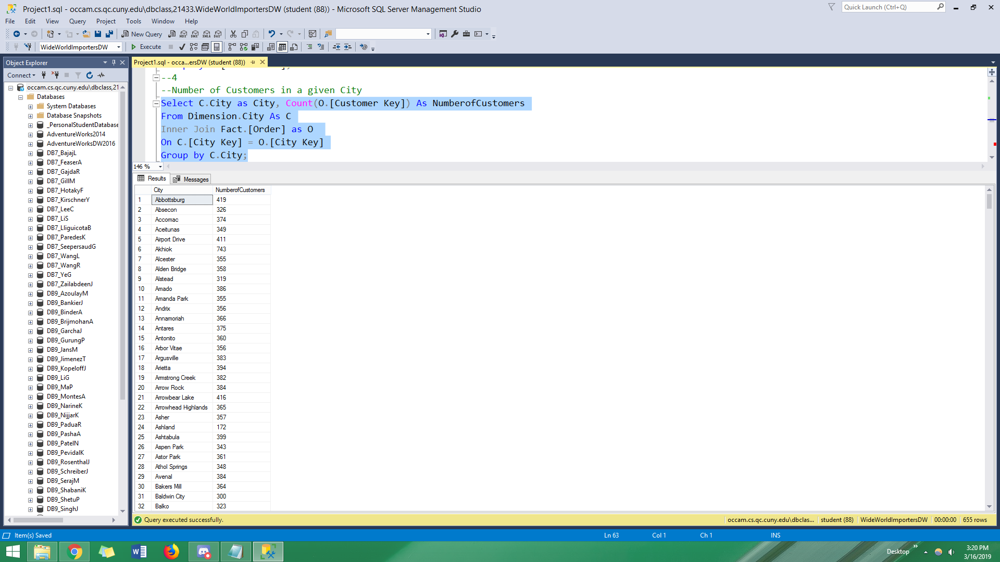 Project1.sql - occam.cs.qc.cuny.edu\dbclass,21433.WideWorldImportersDW (student (88)) - Microsoft SQL Server Management Studio
Quick Launch (Ctrl+Q)
File Edit View Query Project Tools Window Help
New Query
MDX DMX XMLA DAX
WideWorldImportersDW
Execute
Object Explorer
Project1.sql - occa...ersDW (student (88))
Connect
occam.cs.qc.cuny.edu\dbclass,21
Databases
System Databases
Database Snapshots
_PersonalStudentDatabase
AdventureWorks2014
AdventureWorksDW2016
DB7_BajajL
DB7_FeaserA
DB7_GajdaR
DB7_GillM
DB7_HotakyF
DB7_KirschnerY
DB7_LeeC
DB7_LiS
DB7_LliguicotaB
DB7_ParedesK
DB7_SeepersaudG
DB7_WangL
DB7_WangR
DB7_YeG
DB7_ZailabdeenJ
DB9_AzoulayM
DB9_BankierJ
DB9_BinderA
DB9_BrijmohanA
DB9_GarchaJ
DB9_GurungP
DB9_JansM
DB9_JimenezT
DB9_KopeloffJ
DB9_LiG
DB9_MaP
DB9_MontesA
DB9_NarineK
DB9_NijjarK
DB9_PaduaR
DB9_PashaA
DB9_PatelN
DB9_PevidalK
DB9_RosenthalJ
DB9_SchreiberJ
DB9_SerajM
DB9_ShabaniK
DB9_ShetuP
DB9_SinghJ
--4
--Number of Customers in a given City
Select C.City as City, Count(O.[Customer Key]) As NumberofCustomers
From Dimension.City As C
Inner Join Fact.[Order] as O
On C.[City Key] = O.[City Key]
Group by C.City;
146 %
Results Messages
City NumberofCustomers
1 Abbottsburg 419
2 Absecon 326
3 Accomac 374
4 Aceitunas 349
5 Airport Drive 411
6 Akhiok 743
7 Alcester 355
8 Alden Bridge 358
9 Alstead 319
10 Amado 386
11 Amanda Park 355
12 Andrix 356
13 Annamoriah 366
14 Antares 375
15 Antonito 360
16 Arbor Vitae 356
17 Argusville 383
18 Arietta 394
19 Armstrong Creek 382
20 Arrow Rock 384
21 Arrowbear Lake 416
22 Arrowhead Highlands 365
23 Asher 357
24 Ashland 172
25 Ashtabula 399
26 Aspen Park 343
27 Astor Park 361
28 Athol Springs 348
29 Avenal 384
30 Bakers Mill 364
31 Baldwin City 300
32 Balko 323
Query executed successfully.
occam.cs.qc.cuny.edu\dbclas... student (88) WideWorldImportersDW 00:00:00 655 rows
Item(s) Saved
Ln 63 Col 1 Ch 1 INS
Desktop
3:20 PM
3/16/2019